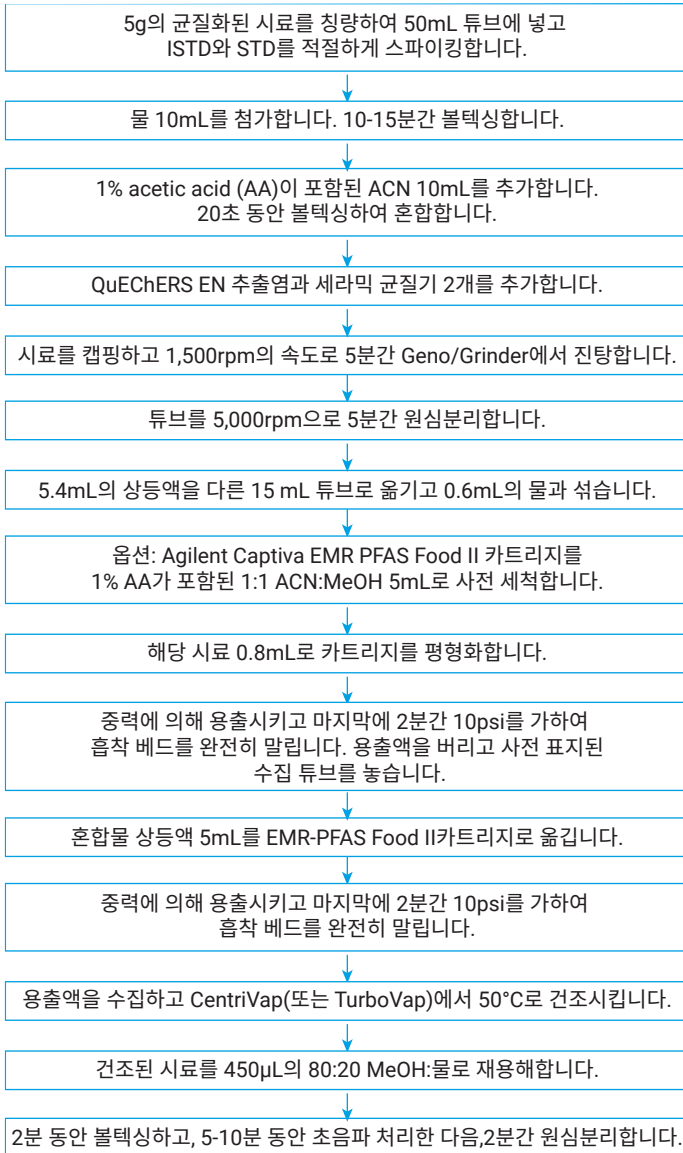 5g의 균질화된 시료를 칭량하여 50mL 튜브에 넣고
ISTD와 STD를 적절하게 스파이킹합니다.
물 10mL를 첨가합니다. 10-15분간 볼텍싱합니다.
1% acetic acid (AA)이 포함된 ACN 10mL를 추가합니다.
20초 동안 볼텍싱하여 혼합합니다.
QuEChERS EN 추출염과 세라믹 균질기 2개를 추가합니다.
시료를 캡핑하고 1,500rpm의 속도로 5분간 Geno/Grinder에서 진탕합니다.
튜브를 5,000rpm으로 5분간 원심분리합니다.
5.4mL의 상등액을 다른 15 mL 튜브로 옮기고 0.6mL의 물과 섞습니다.
옵션: Agilent Captiva EMR PFAS Food II 카트리지를
1% AA가 포함된 1:1 ACN:MeOH 5mL로 사전 세척합니다.
해당 시료 0.8mL로 카트리지를 평형화합니다.
중력에 의해 용출시키고 마지막에 2분간 10psi를 가하여
흡착 베드를 완전히 말립니다. 용출액을 버리고 사전 표지된
수집 튜브를 놓습니다.
혼합물 상등액 5mL를 EMR-PFAS Food II카트리지로 옮깁니다.
중력에 의해 용출시키고 마지막에 2분간 10psi를 가하여
흡착 베드를 완전히 말립니다.
용출액을 수집하고 CentriVap(또는 TurboVap)에서 50°C로 건조시킵니다.
건조된 시료를 450µL의 80:20 MeOH:물로 재용해합니다.
2분 동안 볼텍싱하고, 5-10분 동안 초음파 처리한 다음,2분간 원심분리합니다.